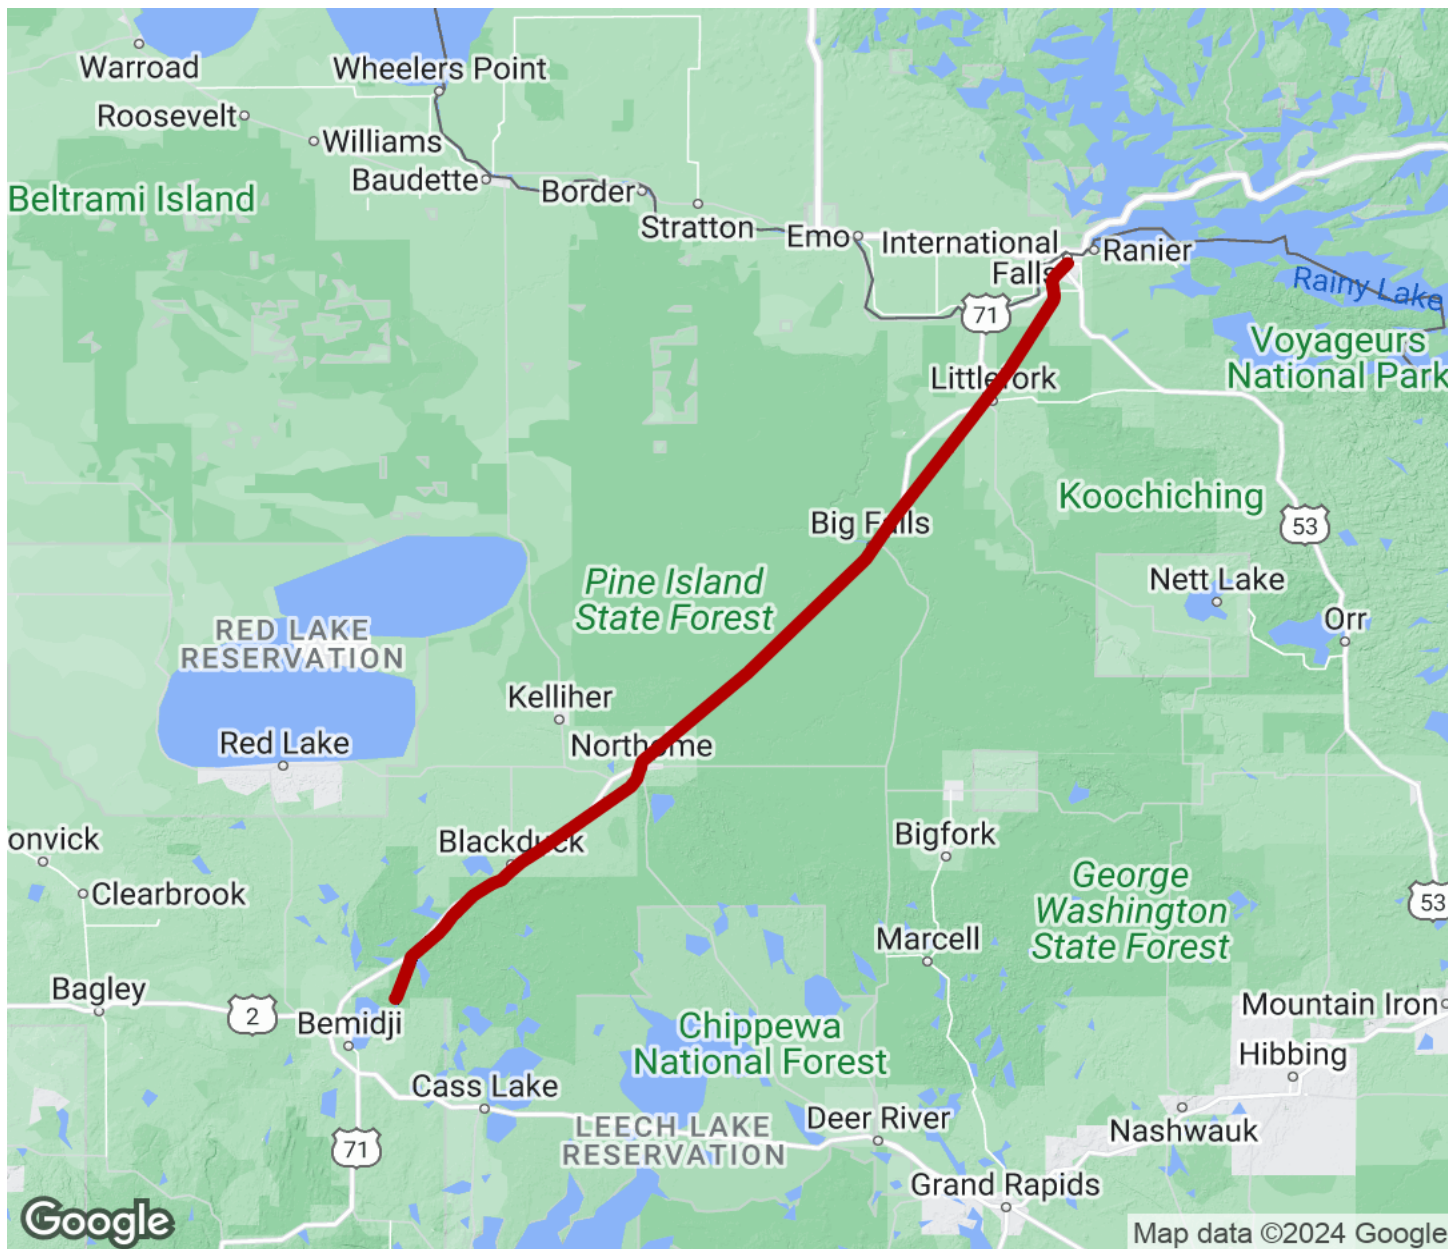 Warroad
Wheelers Point
Roosevelt
Williams
Baudette
Border
Beltrami Island
Stratton
Emo
International
Falls
Ranier
Rainy Lake
71
Voyageurs
National Park
Littlefork
Koochiching
53
Big Falls
Pine Island
State Forest
Nett Lake
Orr
RED LAKE
RESERVATION
Kelliher
Red Lake
Northome
onvick
Blackduck
Bigfork
Clearbrook
George
Washington
State Forest
53
Marcell
Bagley
2
Bemidji
Chippewa
National Forest
Mountain Iron
Hibbing
Cass Lake
LEECH LAKE
RESERVATION
Deer River
Nashwauk
71
Grand Rapids
Google
Map data ©2024 Google